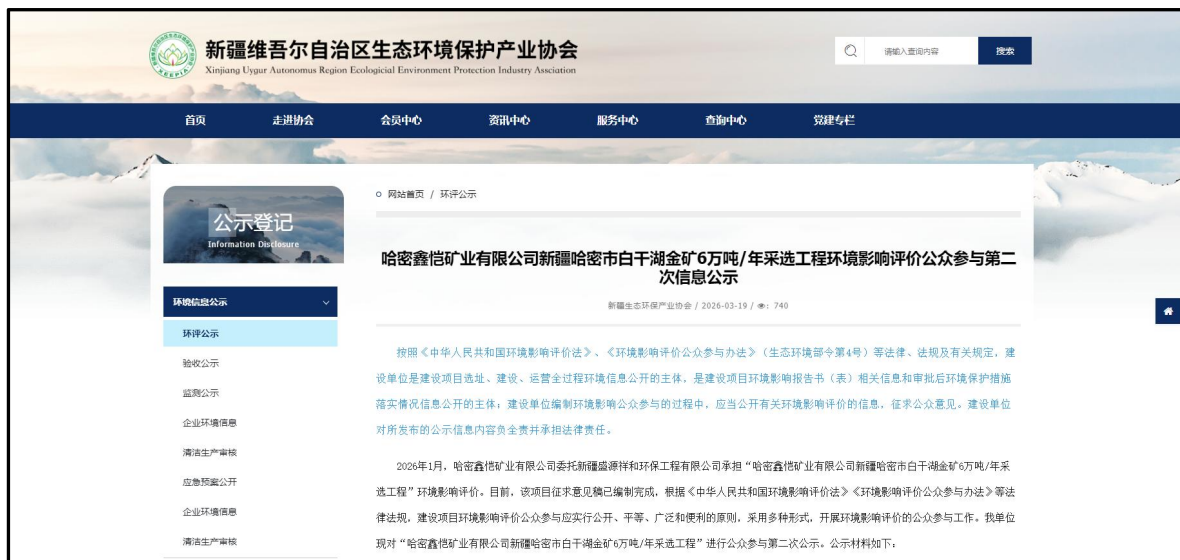 新疆维吾尔自治区生态环境保护产业协会
Xinjiang Uygur Autonomus Region Ecologicial Environment Protection Industry Assciation
请输入查询内容
搜索
首页
走进协会
会员中心
资讯中心
服务中心
查询中心
党建专栏
公示登记
Information Disclosure
网站首页 / 环评公示
哈密鑫恺矿业有限公司新疆哈密市白干湖金矿6万吨/年采选工程环境影响评价公众参与第二
次信息公示
新疆生态环保产业协会 / 2026-03-19 / : 740
环境信息公示
环评公示
验收公示
监测公示
企业环境信息
清洁生产审核
应急预案公开
企业环境信息
清洁生产审核
按照《中华人民共和国环境影响评价法》、《环境影响评价公众参与办法》（生态环境部令第4号）等法律、法规及有关规定，建
设单位是建设项目选址、建设、运营全过程环境信息公开的主体，是建设项目环境影响报告书（表）相关信息和审批后环境保护措施
落实情况信息公开的主体；建设单位编制环境影响公众参与的过程中，应当公开有关环境影响评价的信息，征求公众意见。建设单位
对所发布的公示信息内容负全责并承担法律责任。
2026年1月，哈密鑫恺矿业有限公司委托新疆盛源祥和环保工程有限公司承担“哈密鑫恺矿业有限公司新疆哈密市白干湖金矿6万吨/年采
选工程”环境影响评价。目前，该项目征求意见稿已编制完成，根据《中华人民共和国环境影响评价法》《环境影响评价公众参与办法》等法
律法规，建设项目环境影响评价公众参与应实行公开、平等、广泛和便利的原则，采用多种形式，开展环境影响评价的公众参与工作。我单位
现对“哈密鑫恺矿业有限公司新疆哈密市白干湖金矿6万吨/年采选工程”进行公众参与第二次公示。公示材料如下：